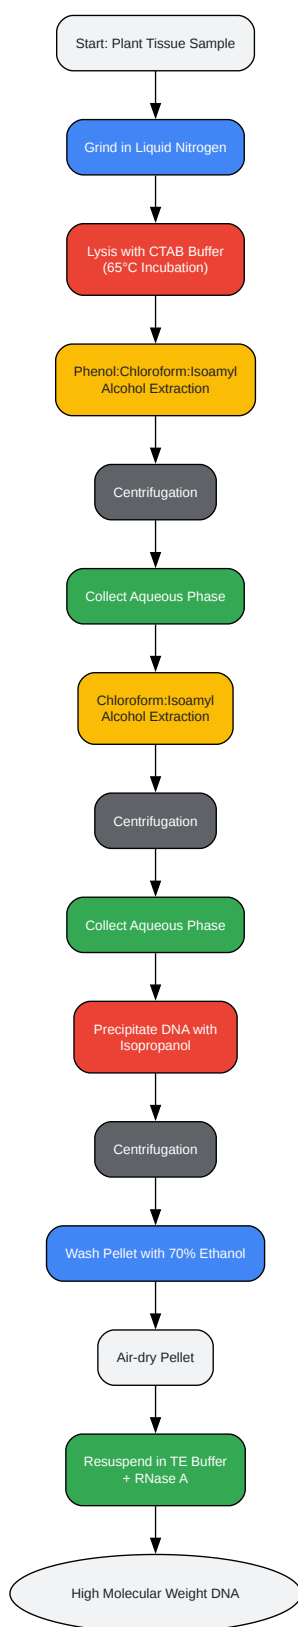 Start: Plant Tissue Sample
Grind in Liquid Nitrogen
Lysis with CTAB Buffer
(65°C Incubation)
Phenol:Chloroform:Isoamyl
Alcohol Extraction
Centrifugation
Collect Aqueous Phase
Chloroform:Isoamyl
Alcohol Extraction
Centrifugation
Collect Aqueous Phase
Precipitate DNA with
Isopropanol
Centrifugation
Wash Pellet with 70% Ethanol
Air-dry Pellet
Resuspend in TE Buffer
+ RNase A
High Molecular Weight DNA